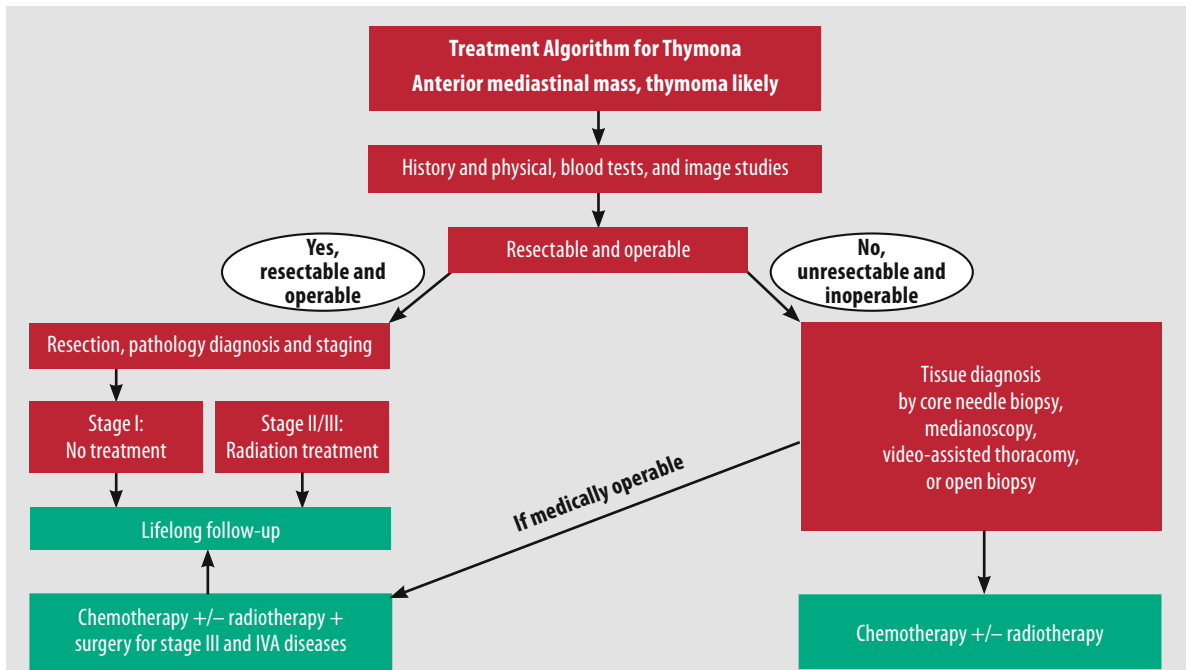 Treatment Algorithm for Thymona
Anterior mediastinal mass, thymoma likely
History and physical, blood tests, and image studies
Resectable and operable
Yes,
resectable and
operable
No,
unresectable and
inoperable
Resection, pathology diagnosis and staging
Stage I:
No treatment
Stage II/III:
Radiation treatment
Lifelong follow-up
Chemotherapy +/– radiotherapy +
surgery for stage III and IVA diseases
If medically operable
Tissue diagnosis
by core needle biopsy,
medianoscopy,
video-assisted thoracomy,
or open biopsy
Chemotherapy +/– radiotherapy